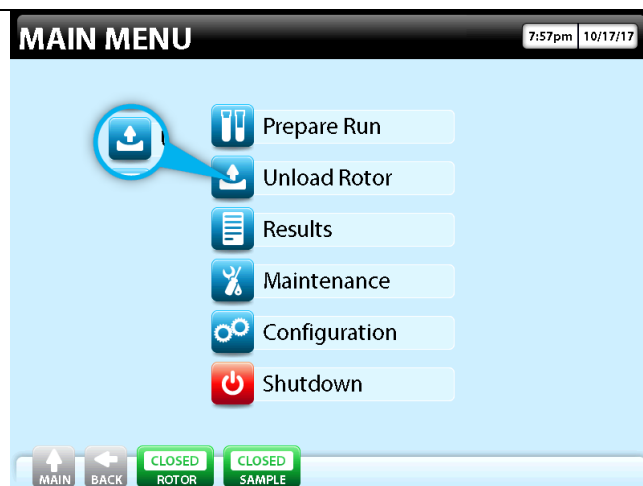 MAIN MENU
7:57pm 10/17/17
Prepare Run
Unload Rotor
Results
Maintenance
Configuration
Shutdown
MAIN BACK CLOSED ROTOR CLOSED SAMPLE